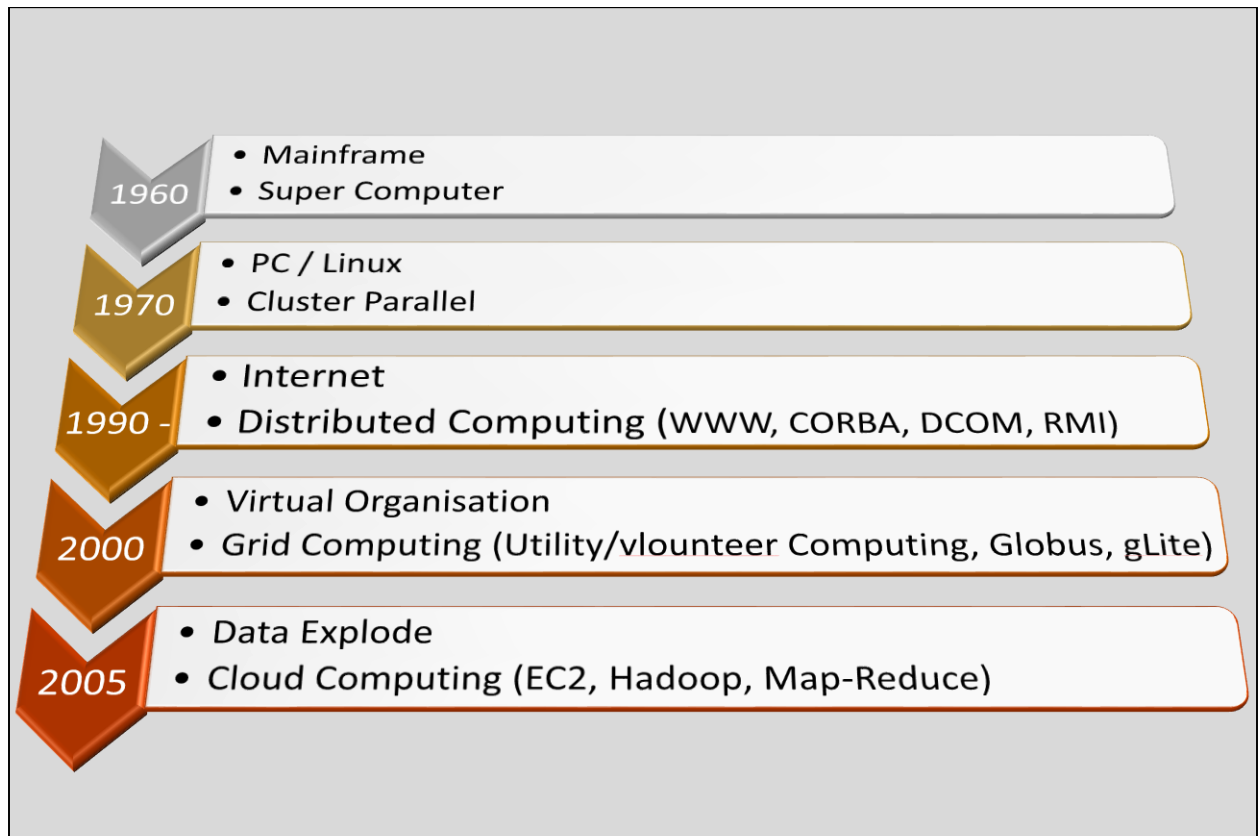 1960
• Mainframe
• Super Computer
1970
• PC / Linux
• Cluster Parallel
1990 -
• Internet
• Distributed Computing (WWW, CORBA, DCOM, RMI)
2000
• Virtual Organisation
• Grid Computing (Utility/vlounteer Computing, Globus, gLite)
2005
• Data Explode
• Cloud Computing (EC2, Hadoop, Map-Reduce)